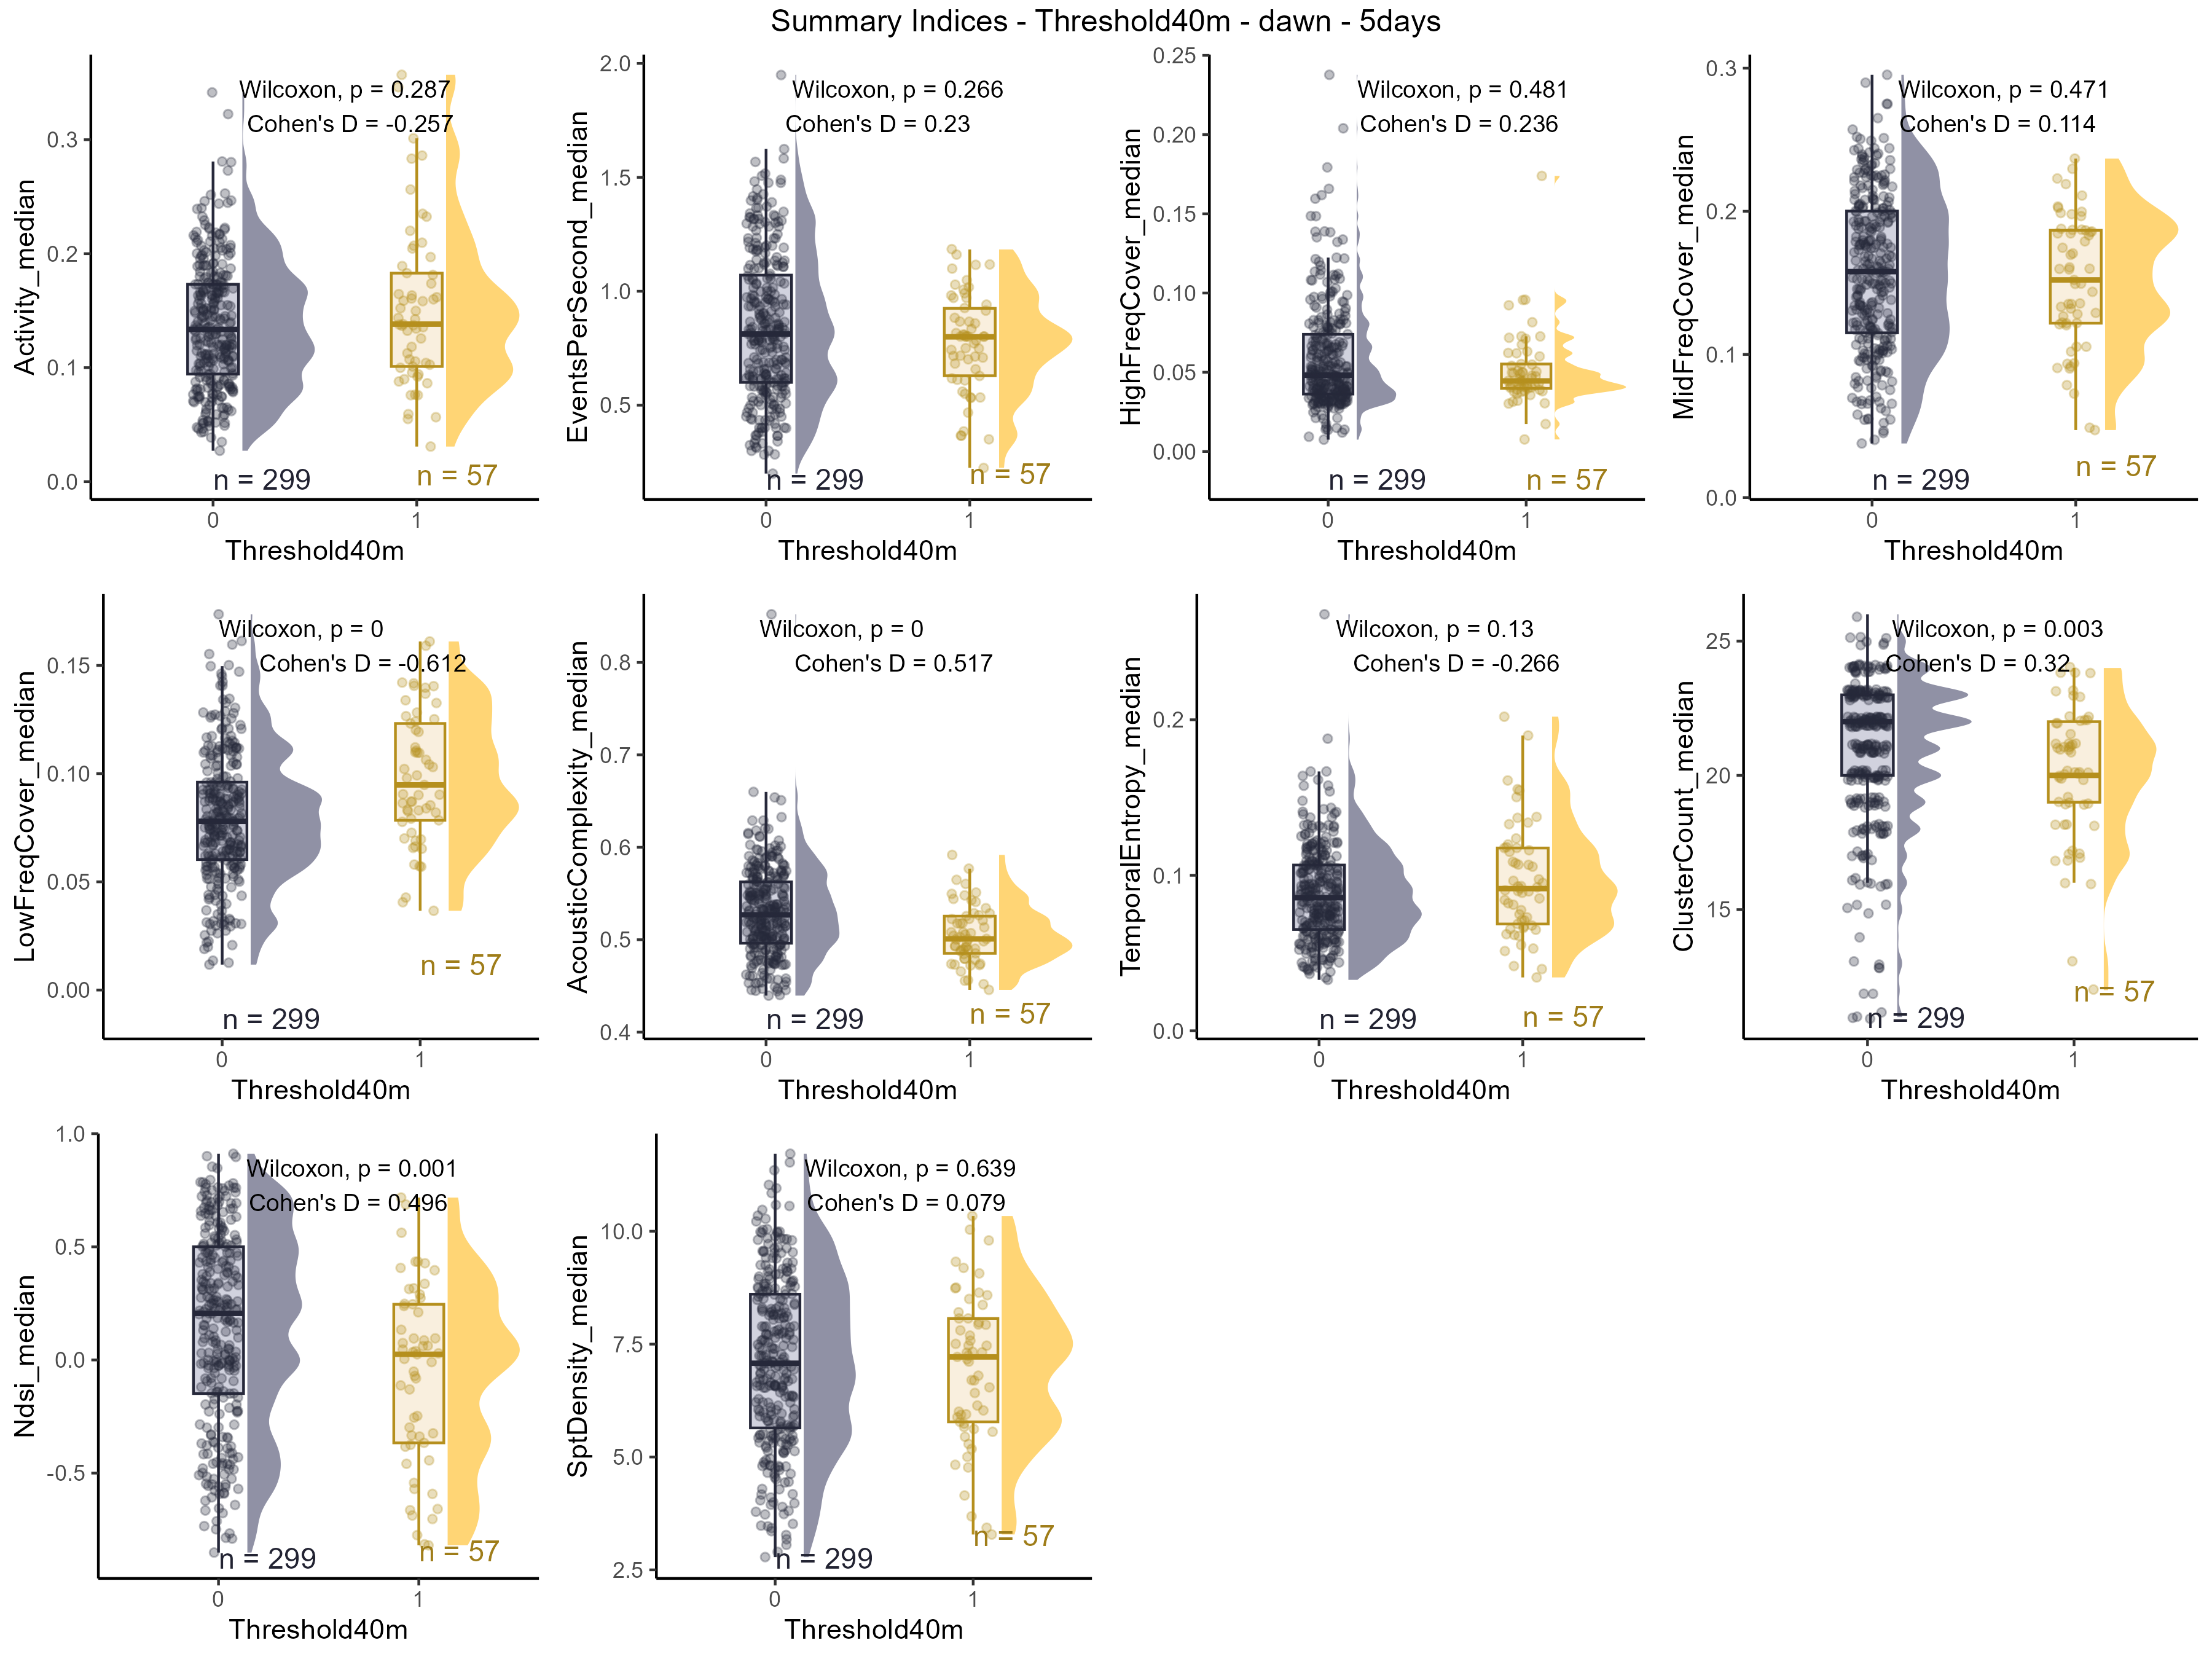 Summary Indices - Threshold40m - dawn - 5days
Activity_median
0.3
0.2
0.1
0.0
Wilcoxon, p = 0.287
Cohen's D = -0.257
n = 299
n = 57
0
1
Threshold40m
EventsPerSecond_median
2.0
1.5
1.0
0.5
Wilcoxon, p = 0.266
Cohen's D = 0.23
n = 299
n = 57
0
1
Threshold40m
HighFreqCover_median
0.25
0.20
0.15
0.10
0.05
0.00
Wilcoxon, p = 0.481
Cohen's D = 0.236
n = 299
n = 57
0
1
Threshold40m
MidFreqCover_median
0.3
0.2
0.1
0.0
Wilcoxon, p = 0.471
Cohen's D = 0.114
n = 299
n = 57
0
1
Threshold40m
LowFreqCover_median
0.15
0.10
0.05
0.00
Wilcoxon, p = 0
Cohen's D = -0.612
n = 299
n = 57
0
1
Threshold40m
AcousticComplexity_median
0.8
0.7
0.6
0.5
0.4
Wilcoxon, p = 0
Cohen's D = 0.517
n = 299
n = 57
0
1
Threshold40m
TemporalEntropy_median
0.2
0.1
0.0
Wilcoxon, p = 0.13
Cohen's D = -0.266
n = 299
n = 57
0
1
Threshold40m
ClusterCount_median
25
20
15
Wilcoxon, p = 0.003
Cohen's D = 0.32
n = 299
n = 57
0
1
Threshold40m
Ndsi_median
1.0
0.5
0.0
-0.5
Wilcoxon, p = 0.001
Cohen's D = 0.496
n = 299
n = 57
0
1
Threshold40m
SptDensity_median
10.0
7.5
5.0
2.5
Wilcoxon, p = 0.639
Cohen's D = 0.079
n = 299
n = 57
0
1
Threshold40m